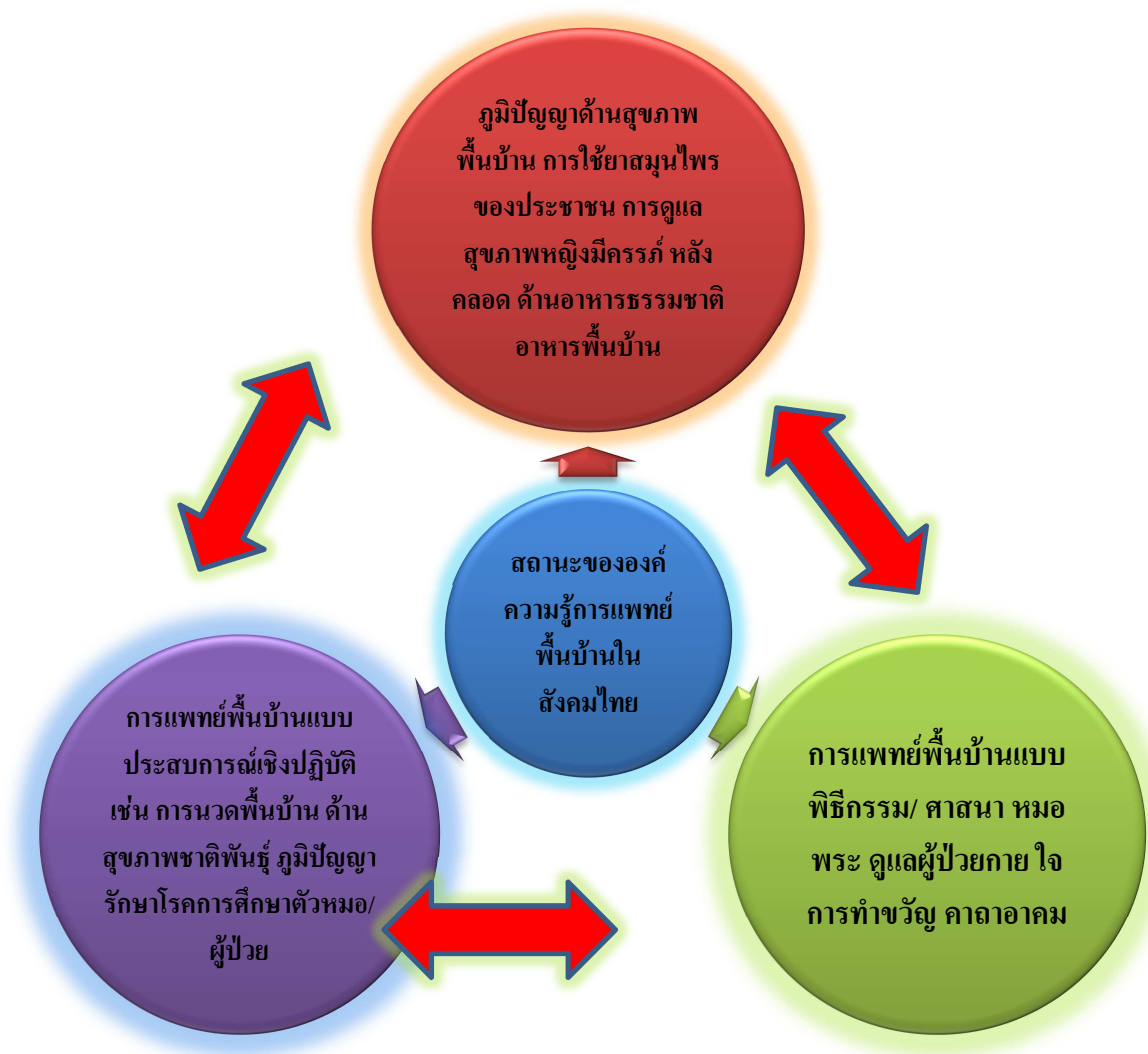 ภูมิปัญญาด้านสุขภาพ
พื้นบ้าน การใช้ยาสมุนไพร
ของประชาชน การดูแล
สุขภาพหญิงมีครรภ์ หลัง
คลอด ด้านอาหารธรรมชาติ
อาหารพื้นบ้าน
สถานะขององค์
ความรู้การแพทย์
พื้นบ้านใน
สังคมไทย
การแพทย์พื้นบ้านแบบ
ประสบการณ์เชิงปฏิบัติ
เช่น การนวดพื้นบ้าน ด้าน
สุขภาพชาติพันธุ์ ภูมิปัญญา
รักษาโรคการศึกษาตัวหมอ/
ผู้ป่วย
การแพทย์พื้นบ้านแบบ
พิธีกรรม/ ศาสนา หมอ
พระ ดูแลผู้ป่วยกาย ใจ
การทำขวัญ คาถาอาคม